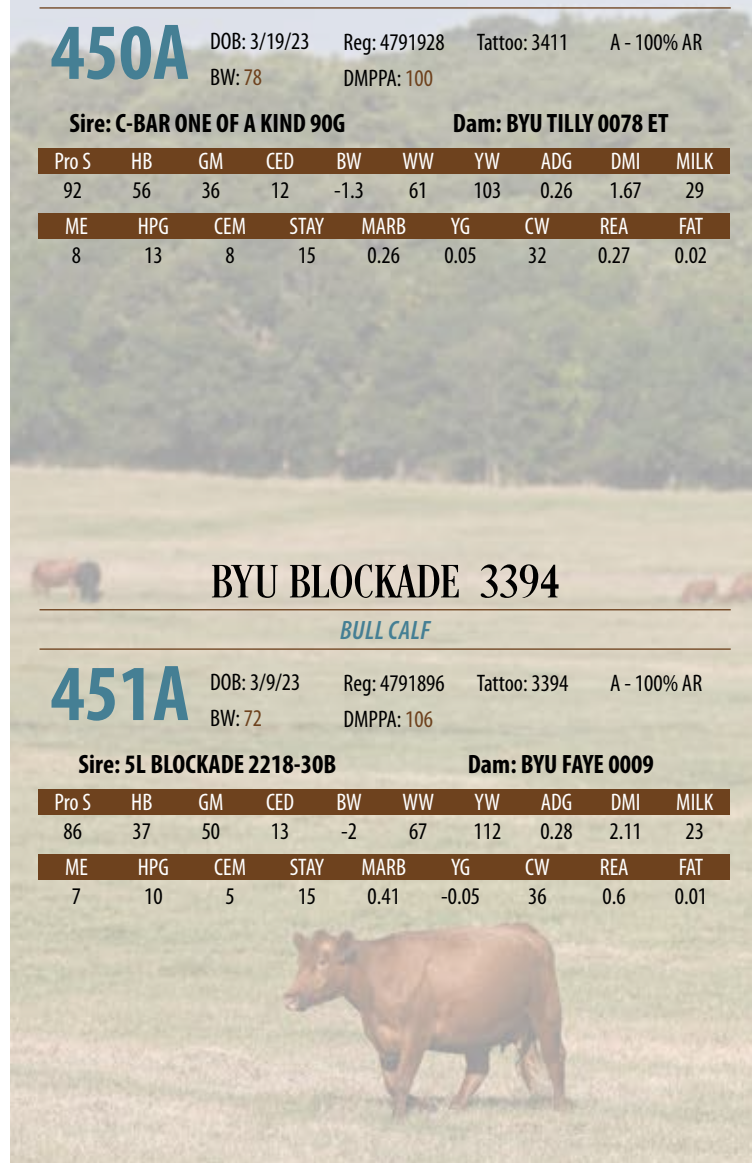 450A DOB: 3/19/23 Reg: 4791928 Tattoo: 3411 A - 100% AR
BW: 78 DMPPA: 100
Sire: C-BAR ONE OF A KIND 90G Dam: BYU TILLY 0078 ET
Pro S HB GM CED BW WW YW ADG DMI MILK
92 56 36 12 -1.3 61 103 0.26 1.67 29
ME HPG CEM STAY MARB YG CW REA FAT
8 13 8 15 0.26 0.05 32 0.27 0.02
BYU BLOCKADE 3394
BULL CALF
451A DOB: 3/9/23 Reg: 4791896 Tattoo: 3394 A - 100% AR
BW: 72 DMPPA: 106
Sire: 5L BLOCKADE 2218-30B Dam: BYU FAYE 0009
Pro S HB GM CED BW WW YW ADG DMI MILK
86 37 50 13 -2 67 112 0.28 2.11 23
ME HPG CEM STAY MARB YG CW REA FAT
7 10 5 15 0.41 -0.05 36 0.6 0.01